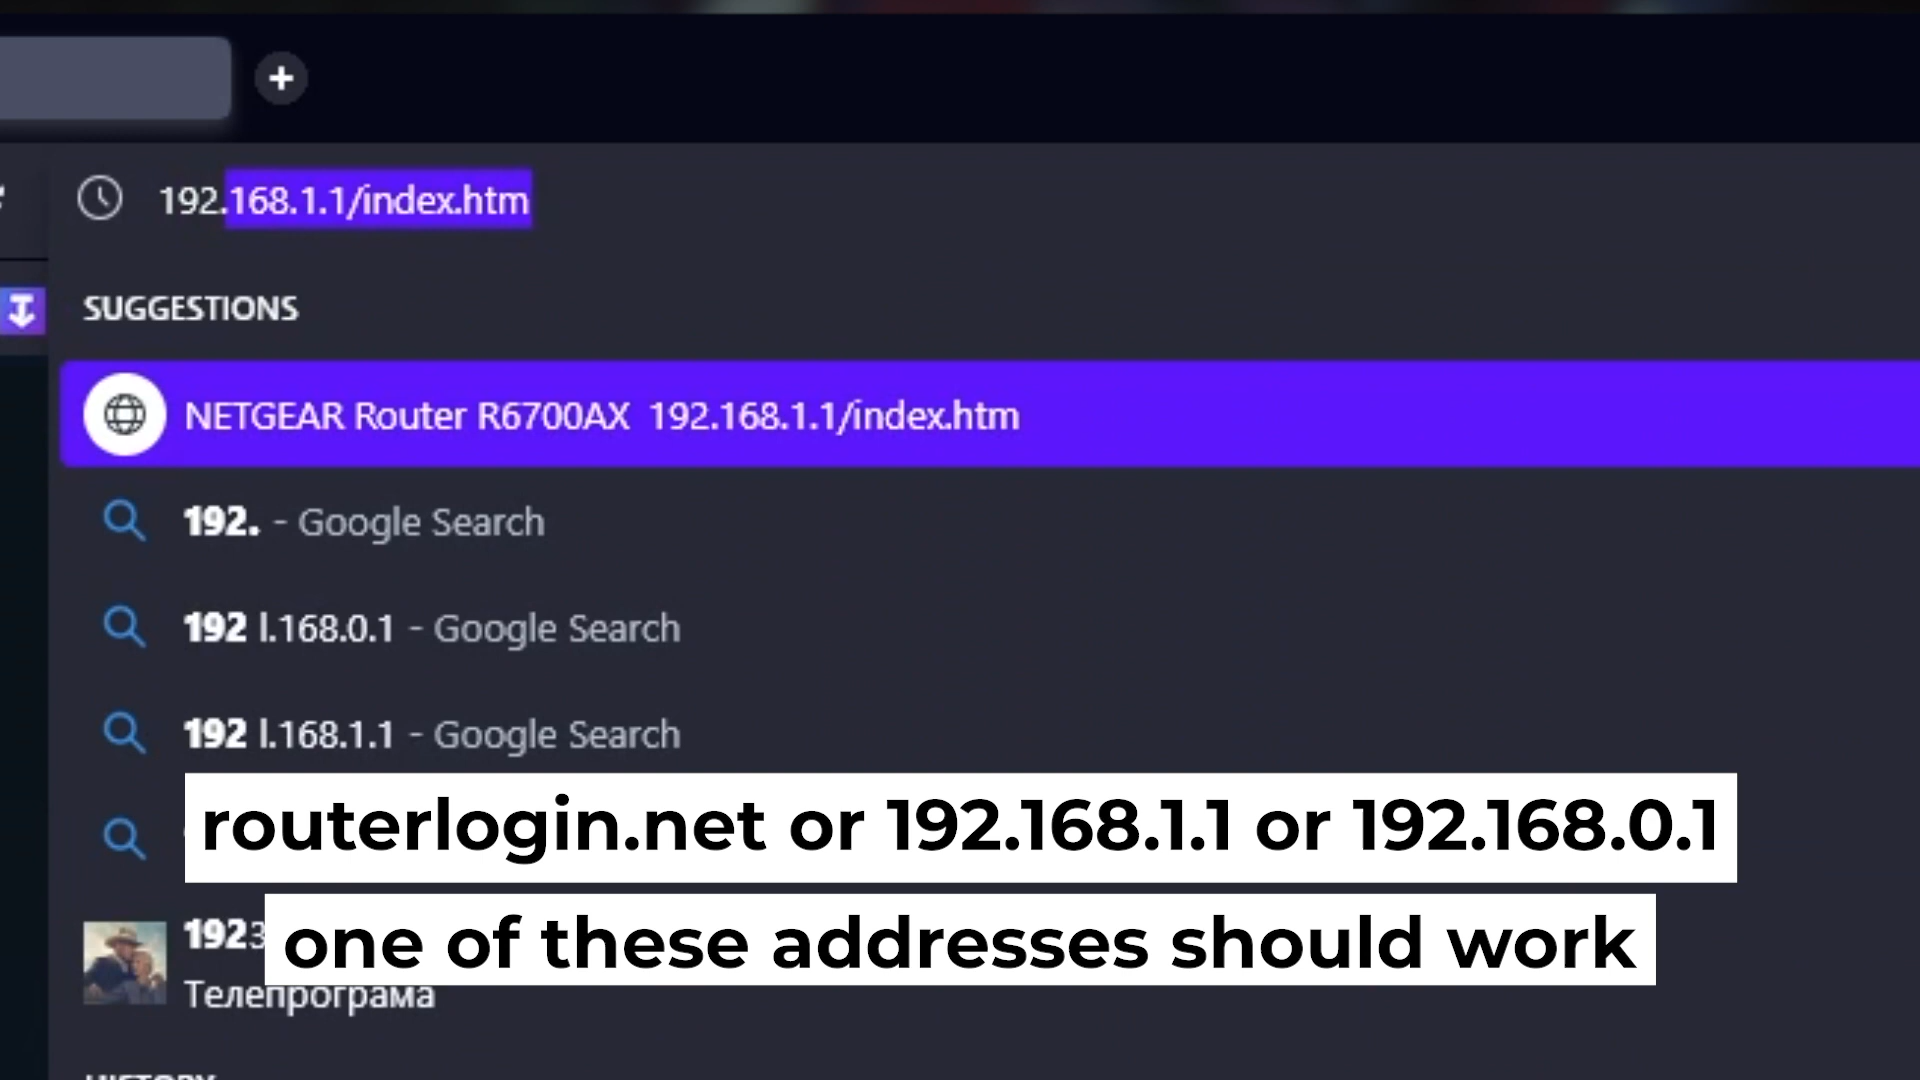 192.168.1.1/index.htm
SUGGESTIONS
NETGEAR Router R6700AX 192.168.1.1/index.htm
192. - Google Search
192 l.168.0.1 - Google Search
192 l.168.1.1 - Google Search
routerlogin.net or 192.168.1.1 or 192.168.0.1
1923
one of these addresses should work
Телепрограма